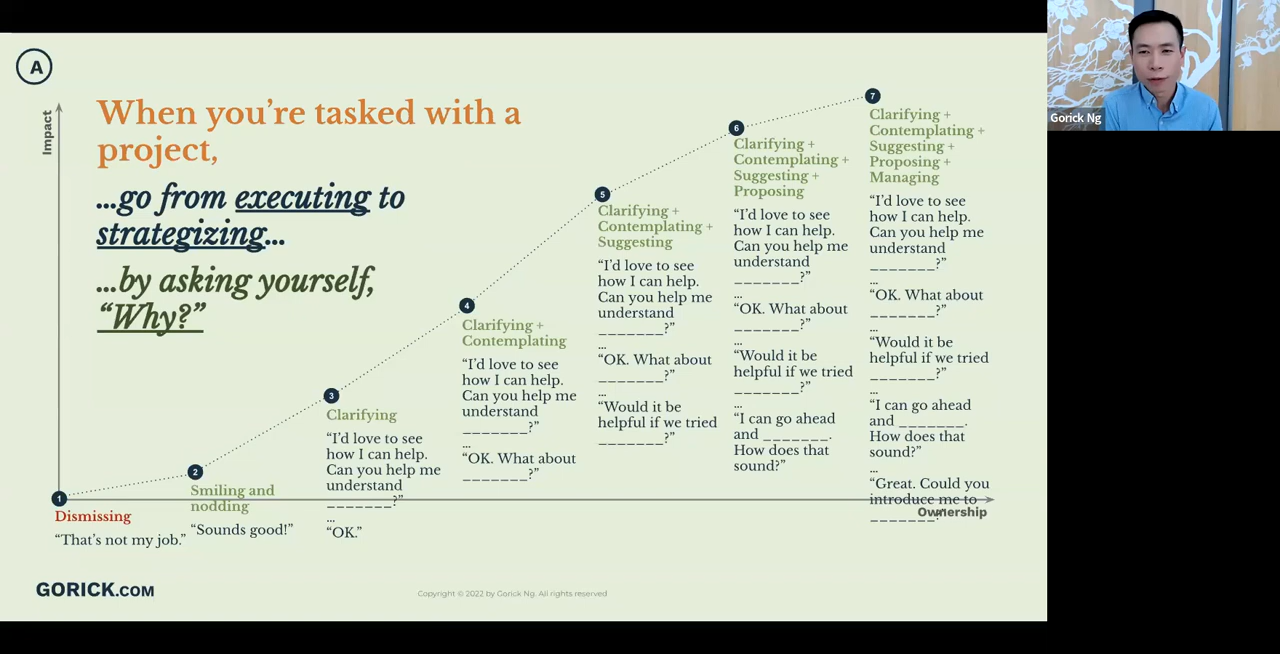 A
Impact
When you’re tasked with a
project,
...go from executing to
strategizing...
...by asking yourself,
“Why?”
1
Dismissing
“That’s not my job.”
2
Smiling and
nodding
“Sounds good!”
3
Clarifying
“I’d love to see
how I can help.
Can you help me
understand
_______?”
...
“OK.”
4
Clarifying +
Contemplating
“I’d love to see
how I can help.
Can you help me
understand
_______?”
...
“OK. What about
_______?”
5
Clarifying +
Contemplating +
Suggesting
“I’d love to see
how I can help.
Can you help me
understand
_______?”
...
“OK. What about
_______?”
...
“Would it be
helpful if we tried
_______?”
6
Clarifying +
Contemplating +
Suggesting +
Proposing
“I’d love to see
how I can help.
Can you help me
understand
_______?”
...
“OK. What about
_______?”
...
“Would it be
helpful if we tried
_______?”
...
“I can go ahead
and _______.
How does that
sound?”
7
Clarifying +
Contemplating +
Suggesting +
Proposing +
Managing
“I’d love to see
how I can help.
Can you help me
understand
_______?”
...
“OK. What about
_______?”
...
“Would it be
helpful if we tried
_______?”
...
“I can go ahead
and _______.
How does that
sound?”
...
“Great. Could you
introduce me to
_______?”
Ownership
GORICK.COM
Copyright © 2022 by Gorick Ng. All rights reserved
Gorick Ng